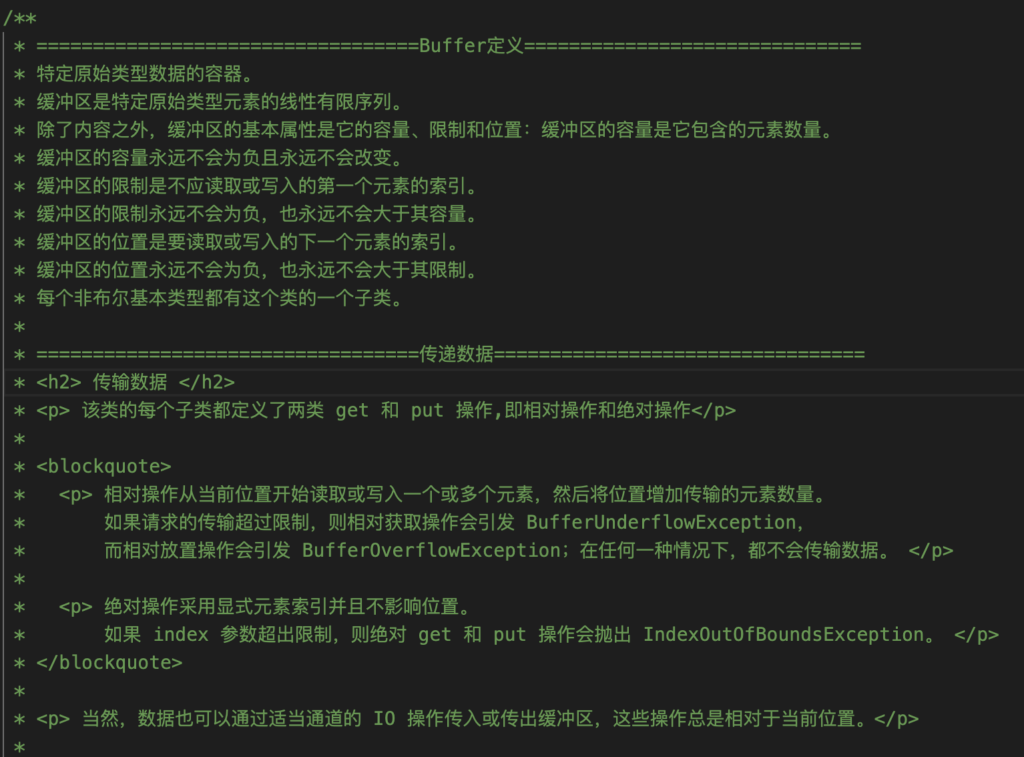 /**
 * ==================================Buffer定义==============================
 * 特定原始类型数据的容器。
 * 缓冲区是特定原始类型元素的线性有限序列。
 * 除了内容之外，缓冲区的基本属性是它的容量、限制和位置：缓冲区的容量是它包含的元素数量。
 * 缓冲区的容量永远不会为负且永远不会改变。
 * 缓冲区的限制是不应读取或写入的第一个元素的索引。
 * 缓冲区的限制永远不会为负，也永远不会大于其容量。
 * 缓冲区的位置是要读取或写入的下一个元素的索引。
 * 缓冲区的位置永远不会为负，也永远不会大于其限制。
 * 每个非布尔基本类型都有这个类的一个子类。
 *
 * ==================================传递数据=================================
 * <h2> 传输数据 </h2>
 * <p> 该类的每个子类都定义了两类 get 和 put 操作,即相对操作和绝对操作</p>
 *
 * <blockquote>
 *   <p> 相对操作从当前位置开始读取或写入一个或多个元素，然后将位置增加传输的元素数量。
 *       如果请求的传输超过限制，则相对获取操作会引发 BufferUnderflowException，
 *       而相对放置操作会引发 BufferOverflowException；在任何一种情况下，都不会传输数据。 </p>
 *
 *   <p> 绝对操作采用显式元素索引并且不影响位置。
 *       如果 index 参数超出限制，则绝对 get 和 put 操作会抛出 IndexOutOfBoundsException。 </p>
 * </blockquote>
 *
 * <p> 当然，数据也可以通过适当通道的 IO 操作传入或传出缓冲区，这些操作总是相对于当前位置。</p>
 *